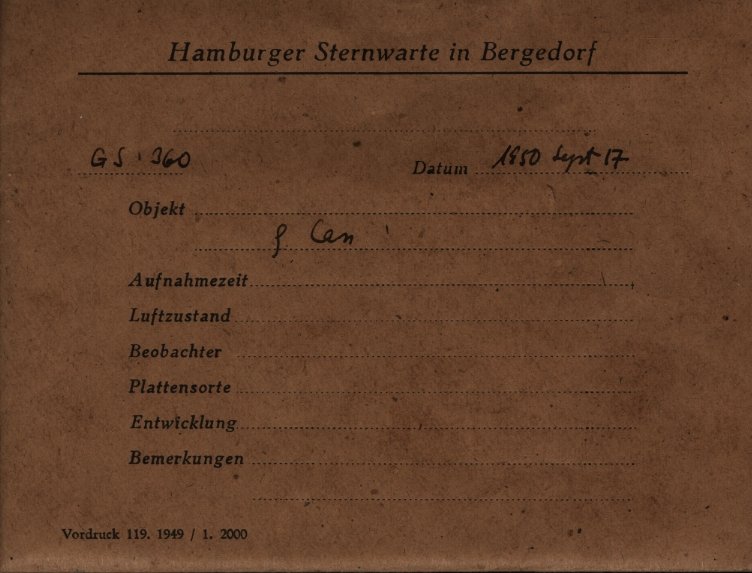 Hamburger Sternwarte in Bergedorf
GS 360 Datum 1950 Sept 17
Objekt
Aufnahmezeit
Luftzustand
Beobachter
Plattensorte
Entwicklung
Bemerkungen
Vordruck 119. 1949 / 1. 2000